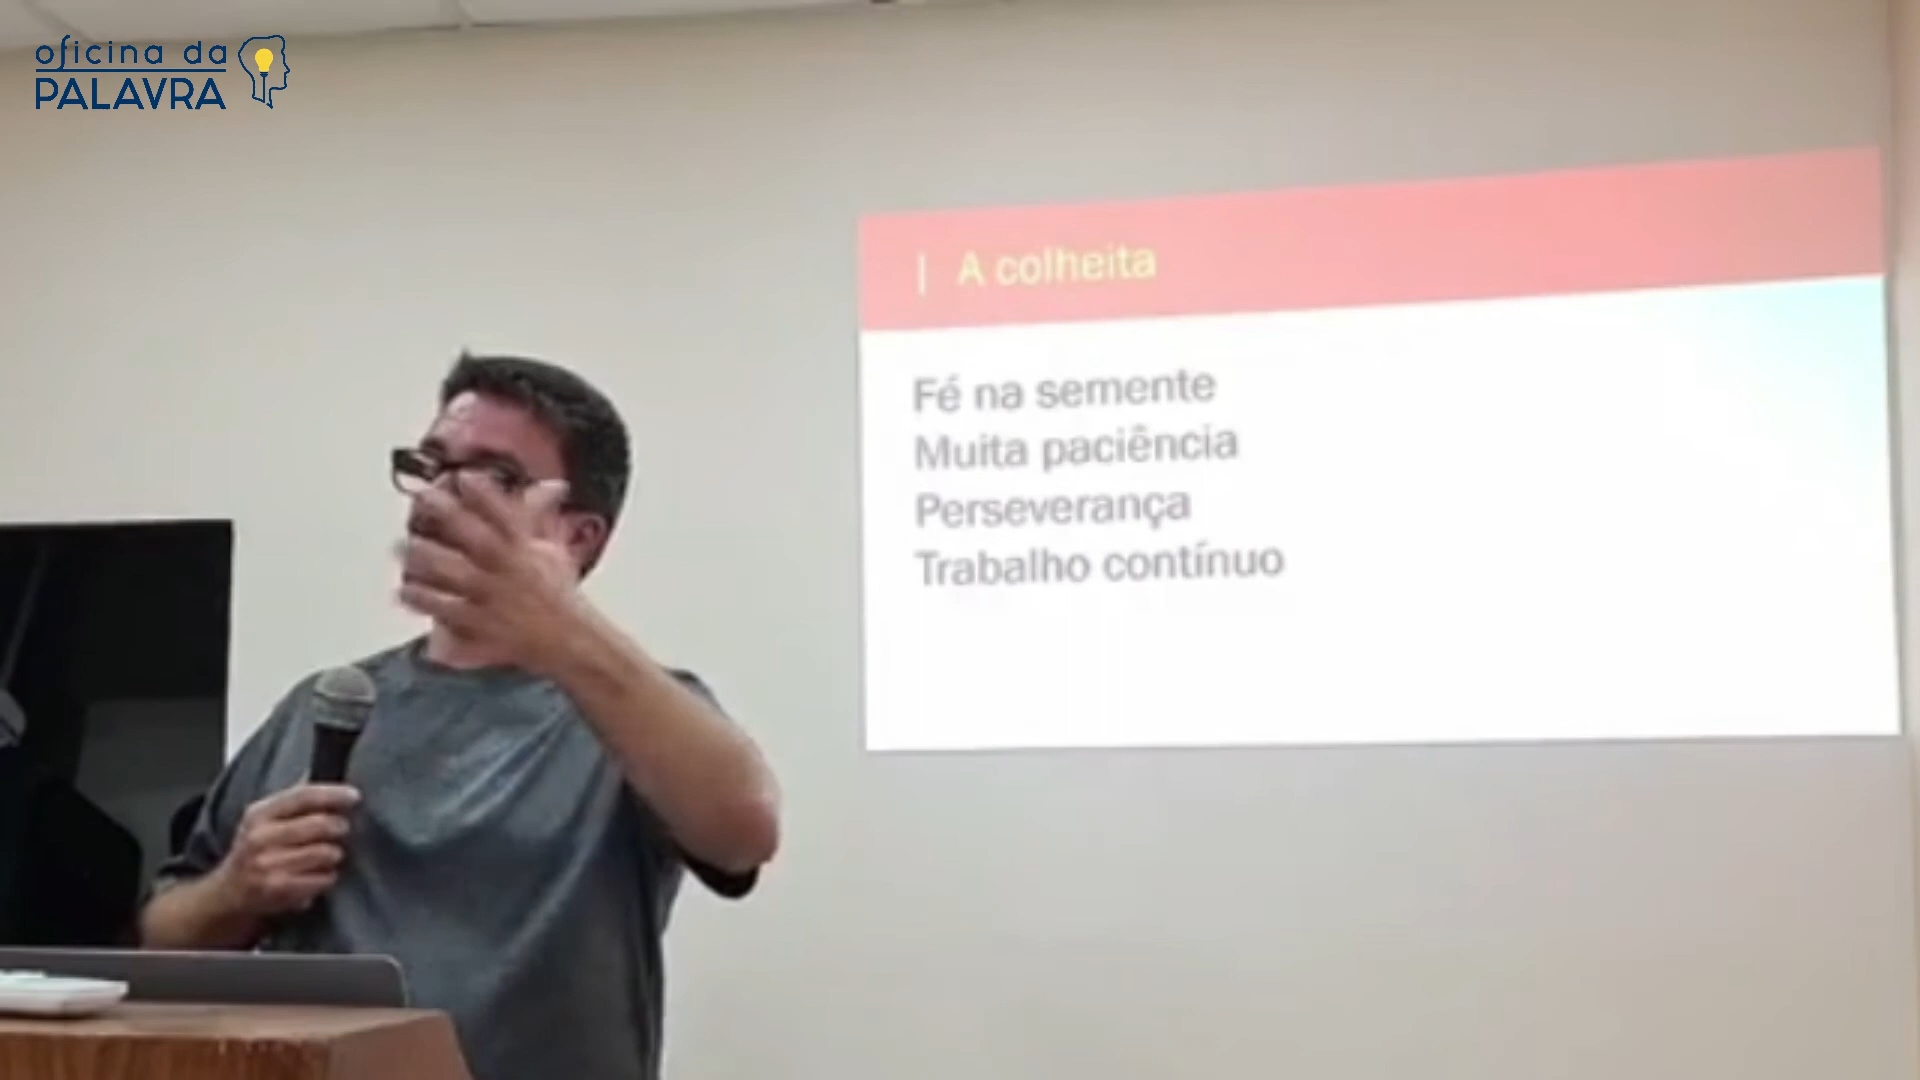 oficina da
PALAVRA
| A colheita
Fé na semente
Muita paciência
Perseverança
Trabalho contínuo